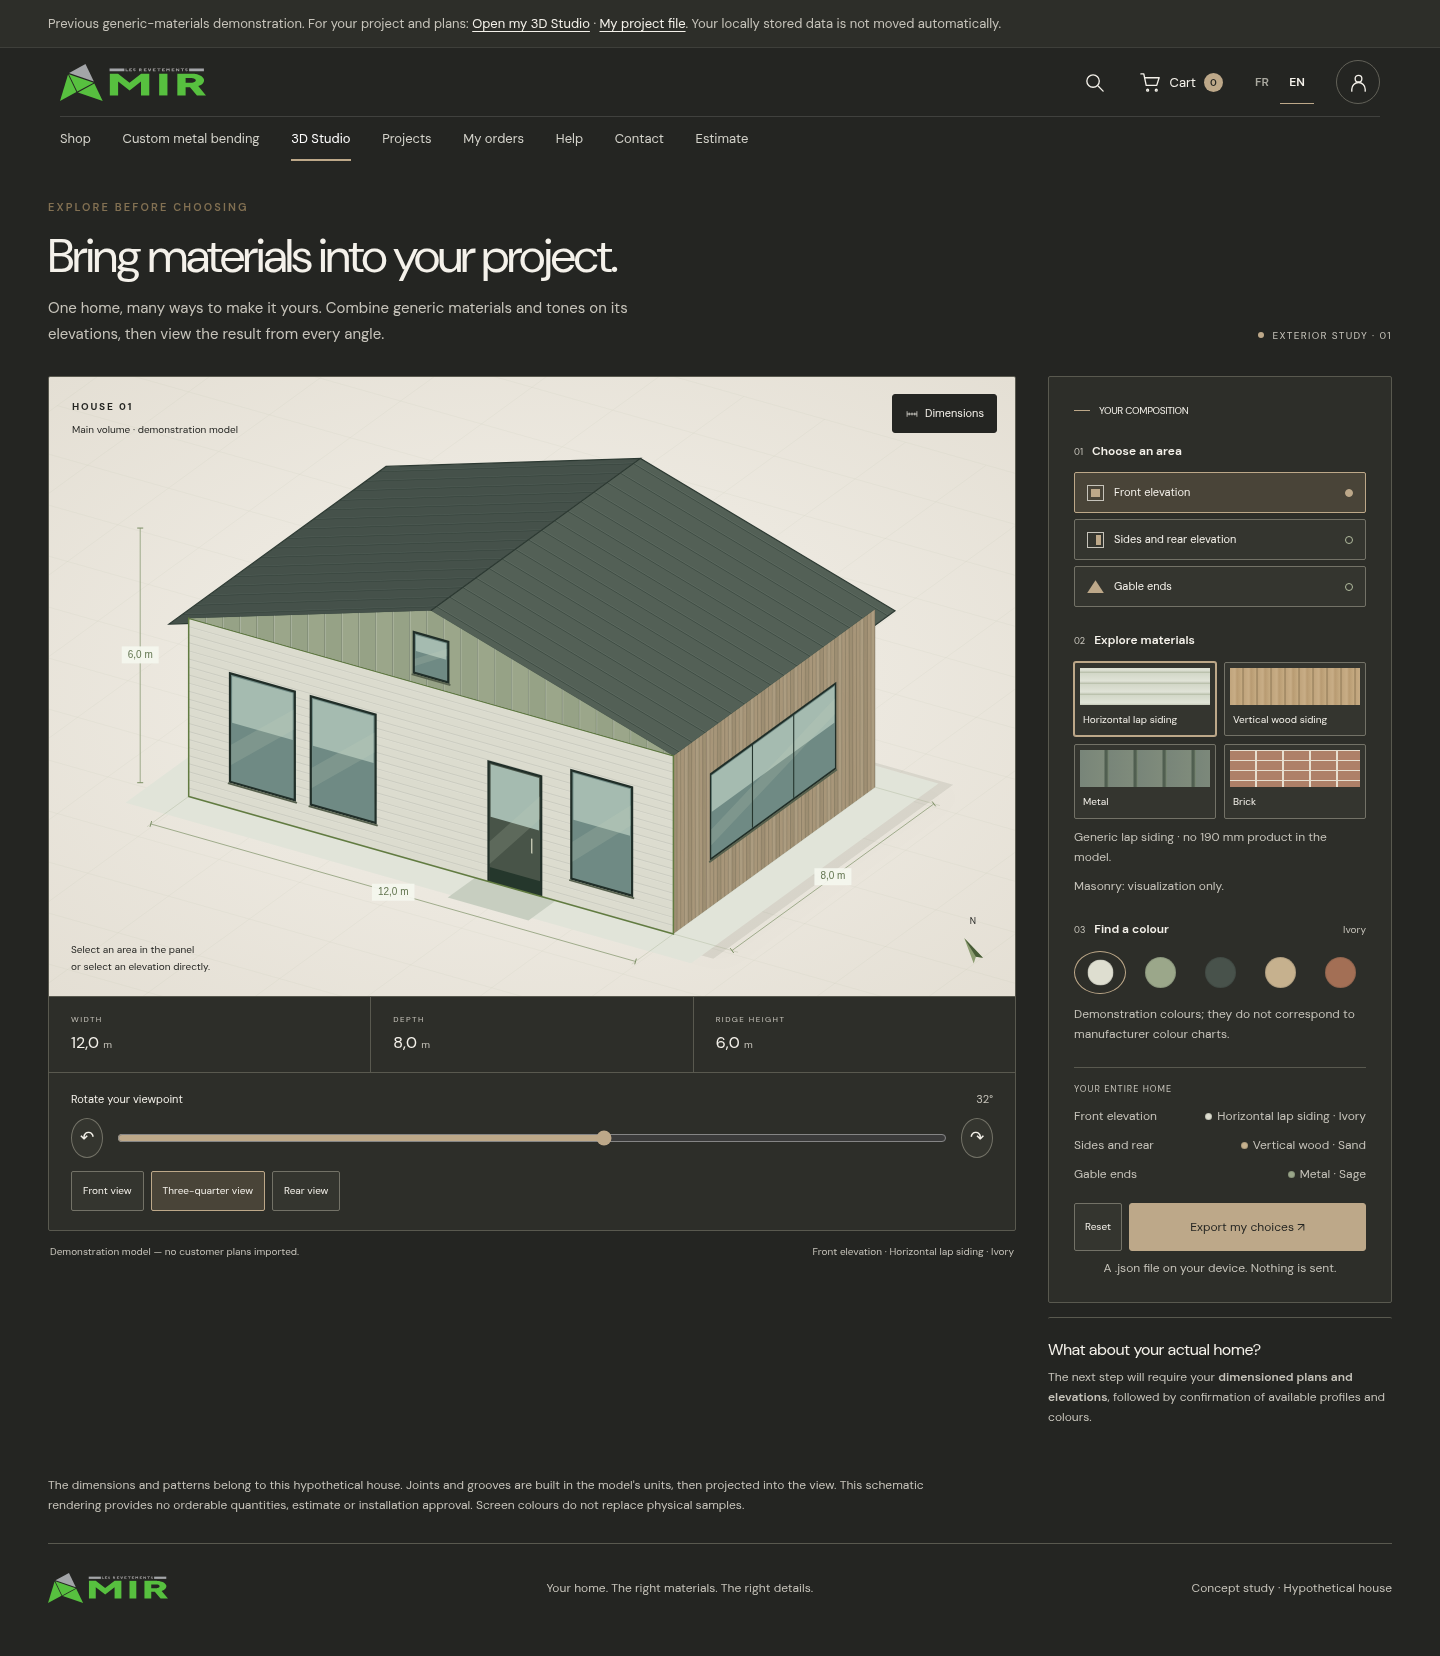 Previous generic-materials demonstration. For your project and plans: Open my 3D Studio · My project file. Your locally stored data is not moved automatically.
LES REVÊTEMENTS
MIR
Cart 0
FR EN
Shop Custom metal bending 3D Studio Projects My orders Help Contact Estimate
EXPLORE BEFORE CHOOSING
Bring materials into your project.
One home, many ways to make it yours. Combine generic materials and tones on its
elevations, then view the result from every angle.
EXTERIOR STUDY · 01
HOUSE 01
Main volume · demonstration model
Dimensions
6,0 m
12,0 m
8,0 m
N
Select an area in the panel
or select an elevation directly.
WIDTH
12,0 m
DEPTH
8,0 m
RIDGE HEIGHT
6,0 m
Rotate your viewpoint
32°
Front view
Three-quarter view
Rear view
Demonstration model — no customer plans imported.
Front elevation · Horizontal lap siding · Ivory
YOUR COMPOSITION
01 Choose an area
Front elevation
Sides and rear elevation
Gable ends
02 Explore materials
Horizontal lap siding
Vertical wood siding
Metal
Brick
Generic lap siding · no 190 mm product in the
model.
Masonry: visualization only.
03 Find a colour
Ivory
Demonstration colours; they do not correspond to
manufacturer colour charts.
YOUR ENTIRE HOME
Front elevation Horizontal lap siding · Ivory
Sides and rear Vertical wood · Sand
Gable ends Metal · Sage
Reset
Export my choices ↗
A .json file on your device. Nothing is sent.
What about your actual home?
The next step will require your dimensioned plans and
elevations, followed by confirmation of available profiles and
colours.
The dimensions and patterns belong to this hypothetical house. Joints and grooves are built in the model's units, then projected into the view. This schematic
rendering provides no orderable quantities, estimate or installation approval. Screen colours do not replace physical samples.
LES REVÊTEMENTS
MIR
Your home. The right materials. The right details.
Concept study · Hypothetical house